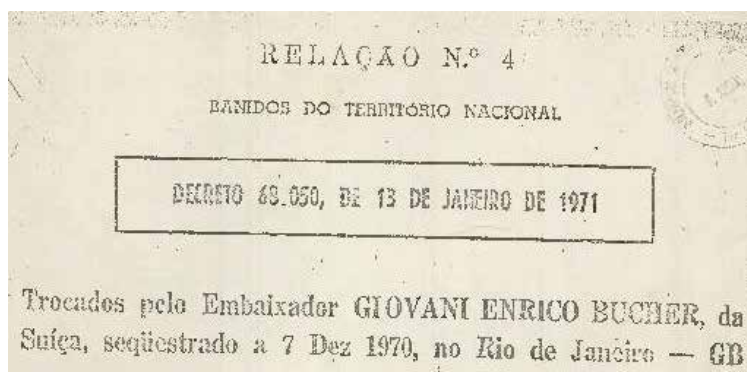 RELAÇÃO N.º 4
BANIDOS DO TERRITÓRIO NACIONAL
DECRETO 68.050, DE 13 DE JANEIRO DE 1971
Trocados pelo Embaixador GIOVANI ENRICO BUCHER, da
Suíça, seqüestrado a 7 Dez 1970, no Rio de Janeiro — GB